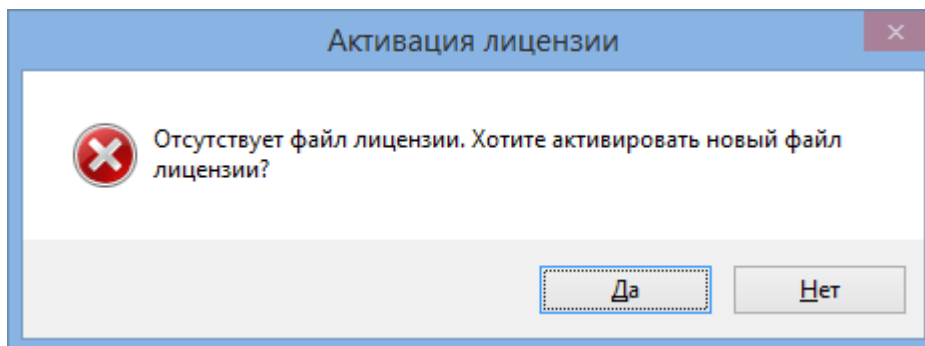 Активация лицензии
Отсутствует файл лицензии. Хотите активировать новый файл
лицензии?
Да
Нет